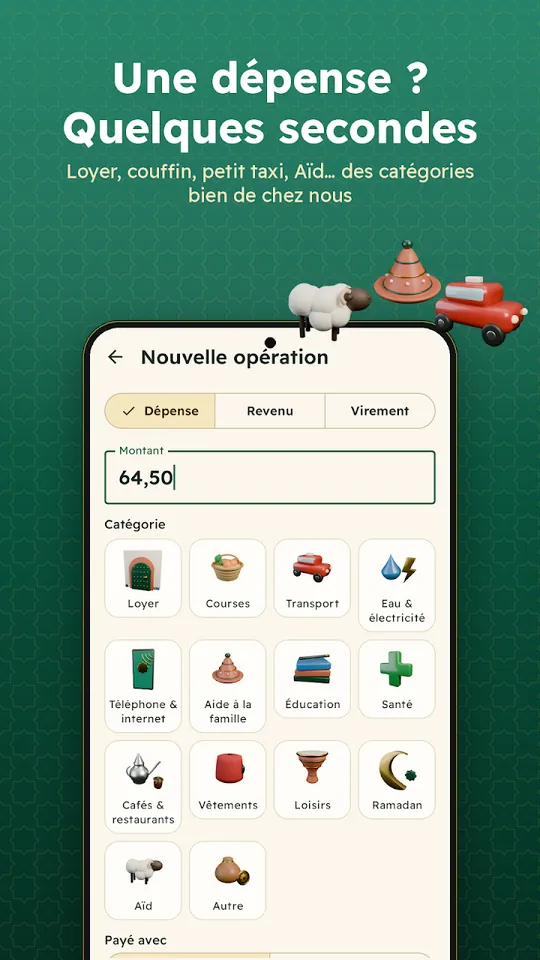 Une dépense ?
Quelques secondes
Loyer, couffin, petit taxi, Aïd… des catégories
bien de chez nous
Nouvelle opération
Dépense
Revenu
Virement
Montant
64,50
Catégorie
Loyer
Courses
Transport
Eau &
électricité
Téléphone &
internet
Aide à la
famille
Éducation
Santé
Cafés &
restaurants
Vêtements
Loisirs
Ramadan
Aïd
Autre
Payé avec